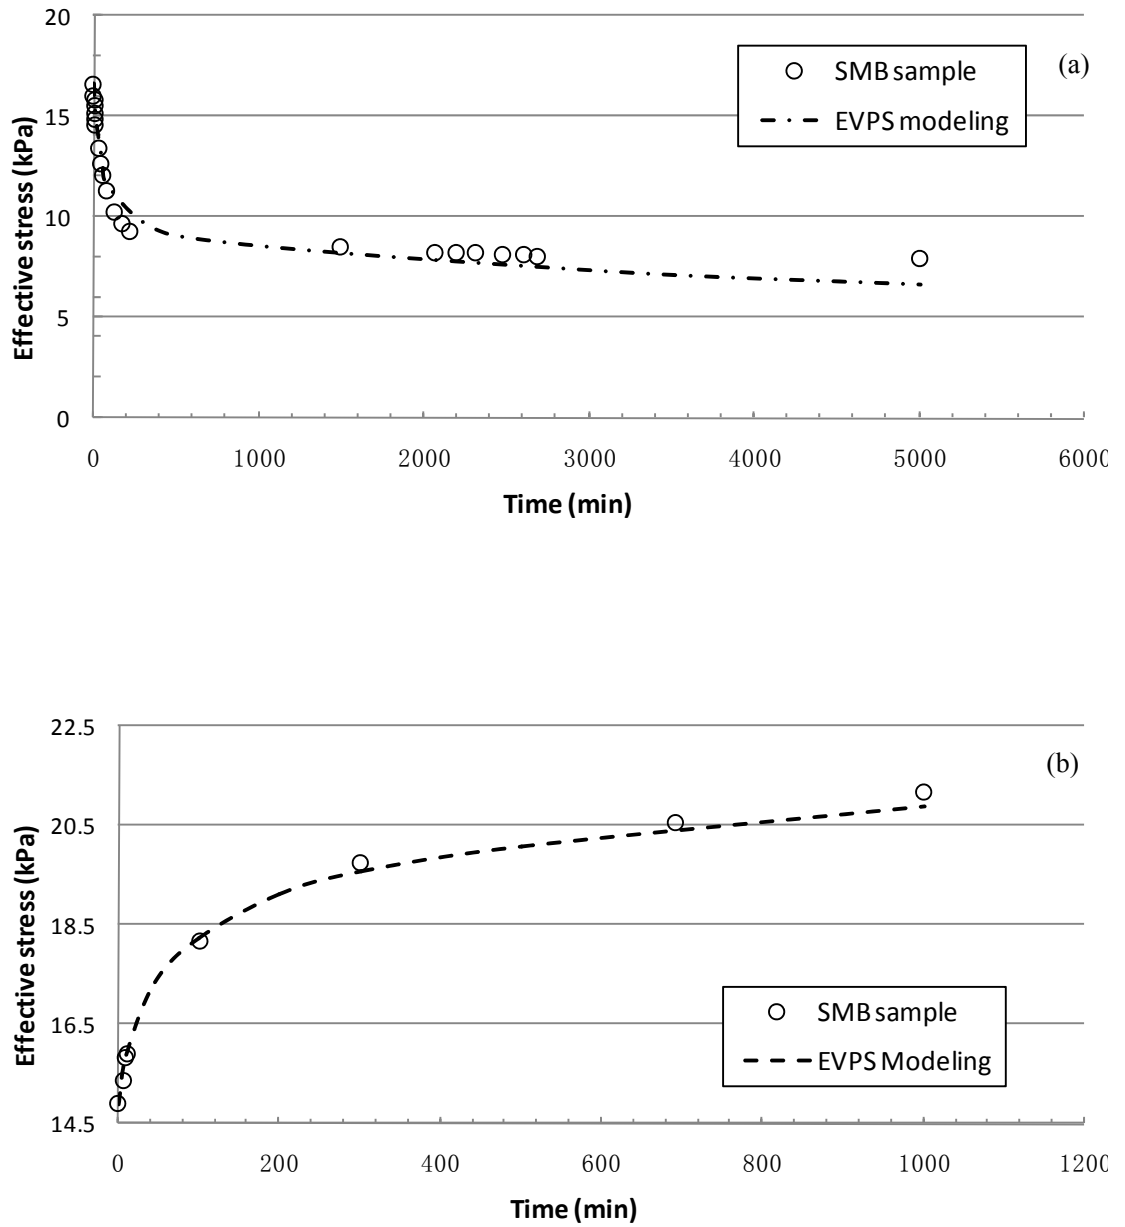 20
15
10
5
0
Effective stress (kPa)
SMB sample
EVPS modeling
(a)
0 1000 2000 3000 4000 5000 6000
Time (min)
22.5
20.5
18.5
16.5
14.5
Effective stress (kPa)
(b)
SMB sample
EVPS Modeling
0 200 400 600 800 1000 1200
Time (min)